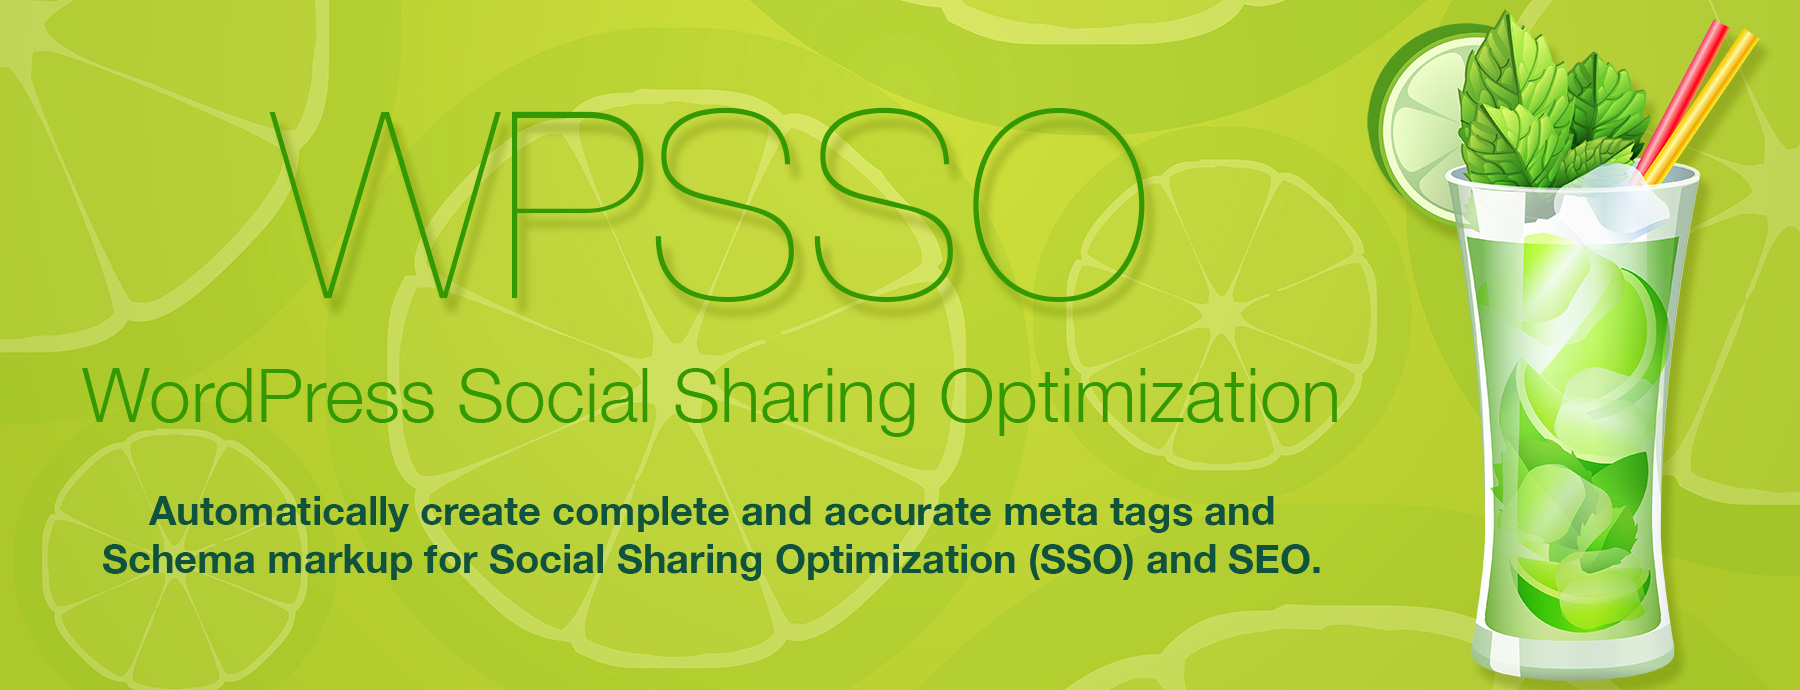 WPSSO
WordPress Social Sharing Optimization
Automatically create complete and accurate meta tags and
Schema markup for Social Sharing Optimization (SSO) and SEO.